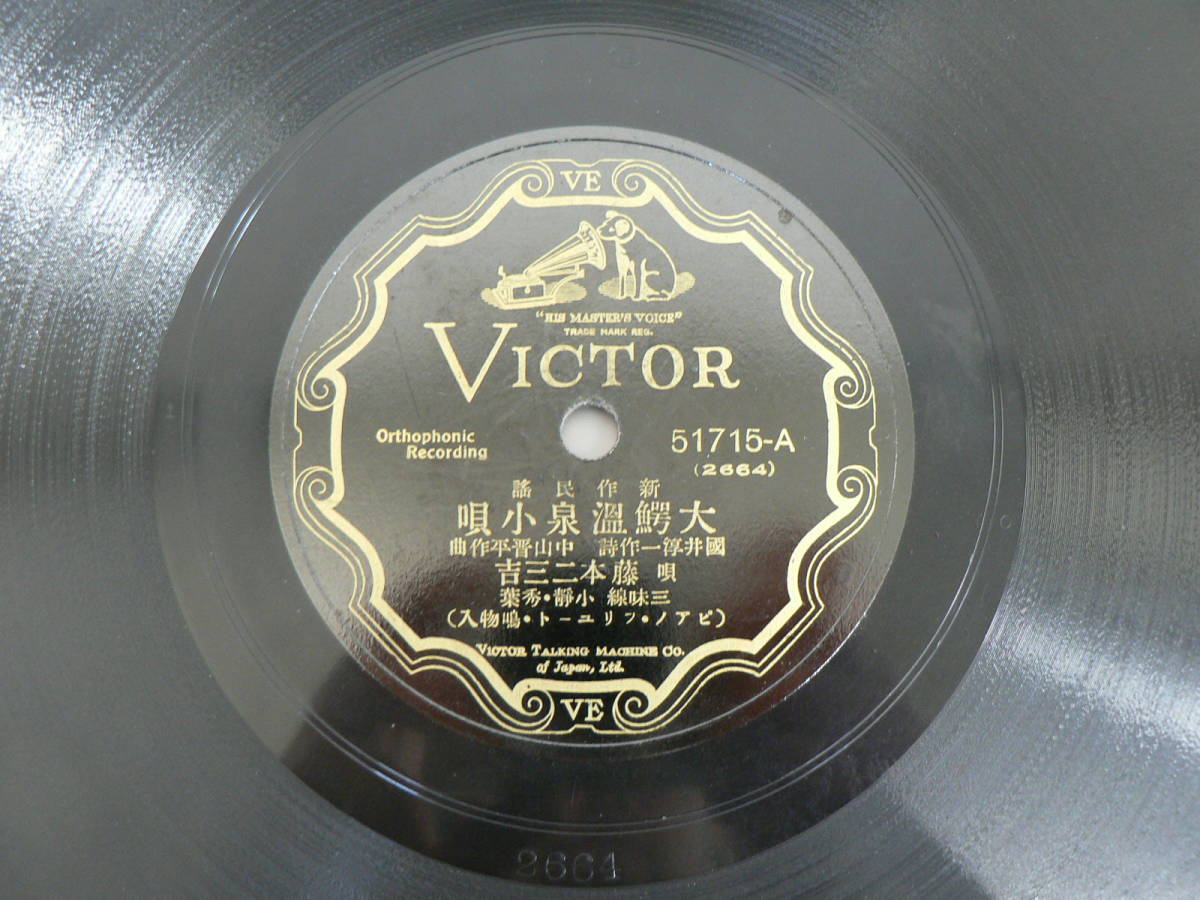 VE
"HIS MASTER'S VOICE"
TRADE MARK REG.
VICTOR
Orthophonic
Recording
51715-A
(2664)
新作民謠
大鰐溫泉小唄
國井淳一作詩 中山晋平作曲
唄 藤本二三吉
三味線 小靜・秀葉
(ピアノ・フリユート・鳴物入)
VICTOR TALKING MACHINE CO.
of Japan, Ltd.
VE
2664